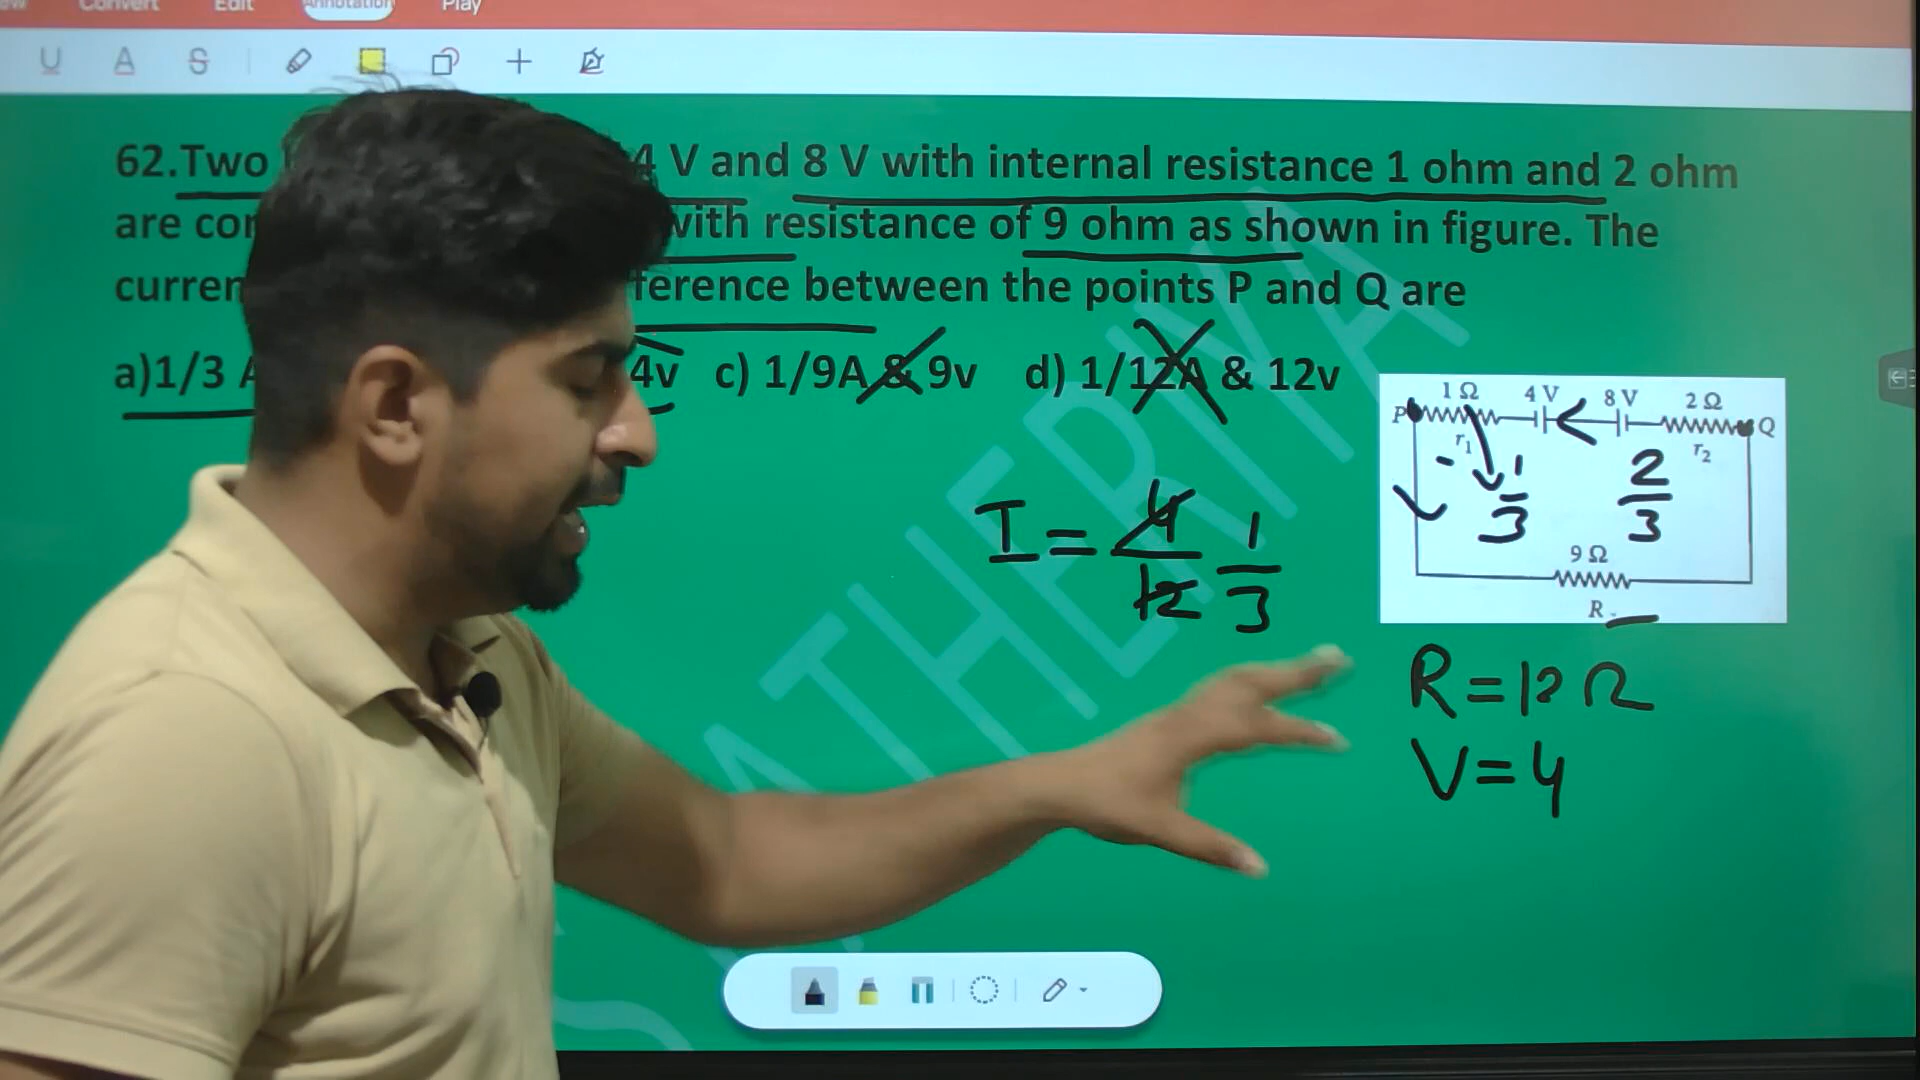 Convert Edit Annotation Play
U A S
62.Two 4 V and 8 V with internal resistance 1 ohm and 2 ohm
are con with resistance of 9 ohm as shown in figure. The
curren ference between the points P and Q are
a)1/3 A 4v c) 1/9A & 9v d) 1/12A & 12v
1 Ω 4 V 8 V 2 Ω
P Q
r₁ r₂
- 1/3 2/3
9 Ω
R
I = 4/12 1/3
R = 12 Ω
V = 4
ATHERIYA